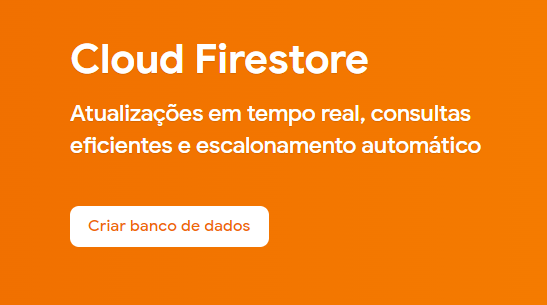 Cloud Firestore
Atualizações em tempo real, consultas
eficientes e escalonamento automático
Criar banco de dados